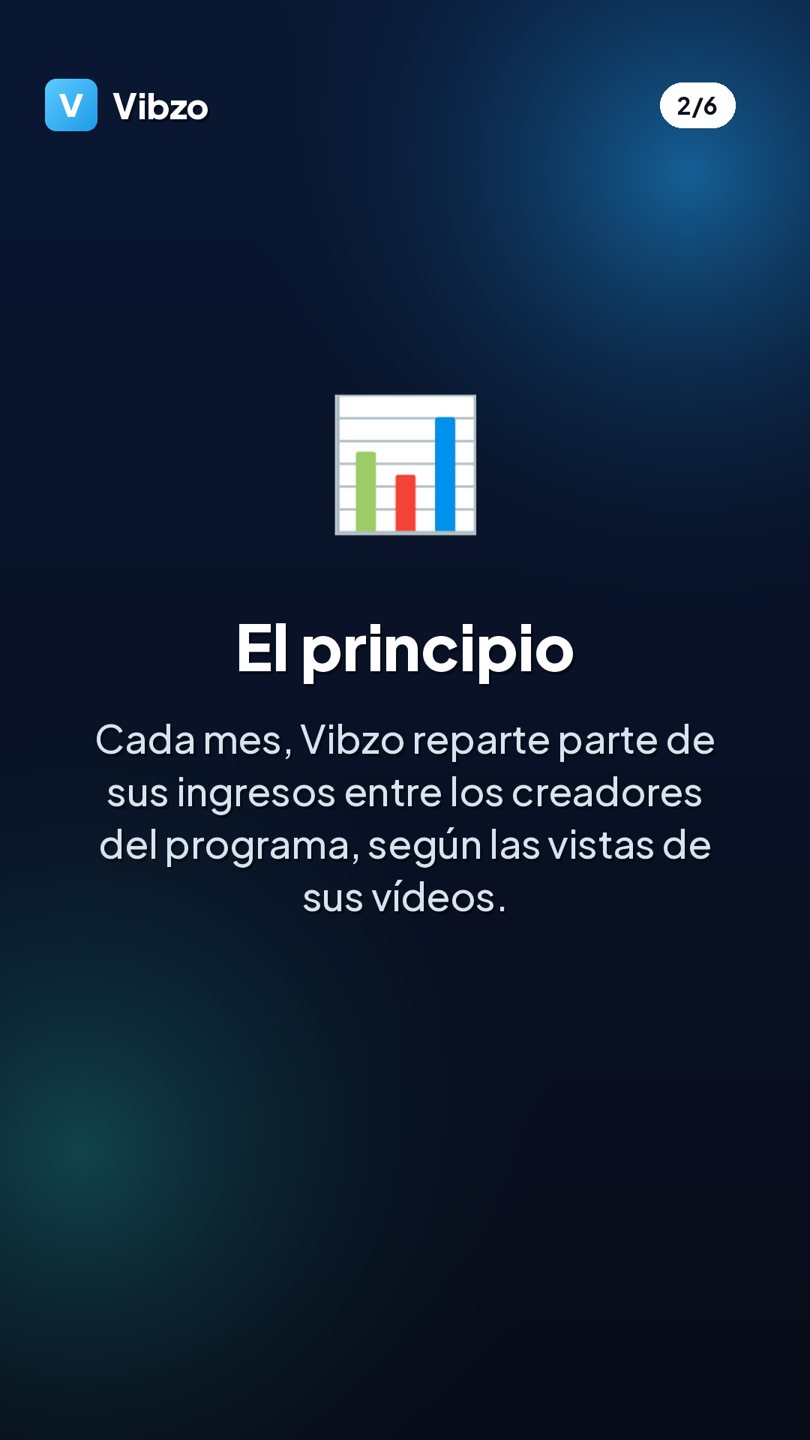 V Vibzo
2/6
El principio
Cada mes, Vibzo reparte parte de
sus ingresos entre los creadores
del programa, según las vistas de
sus vídeos.